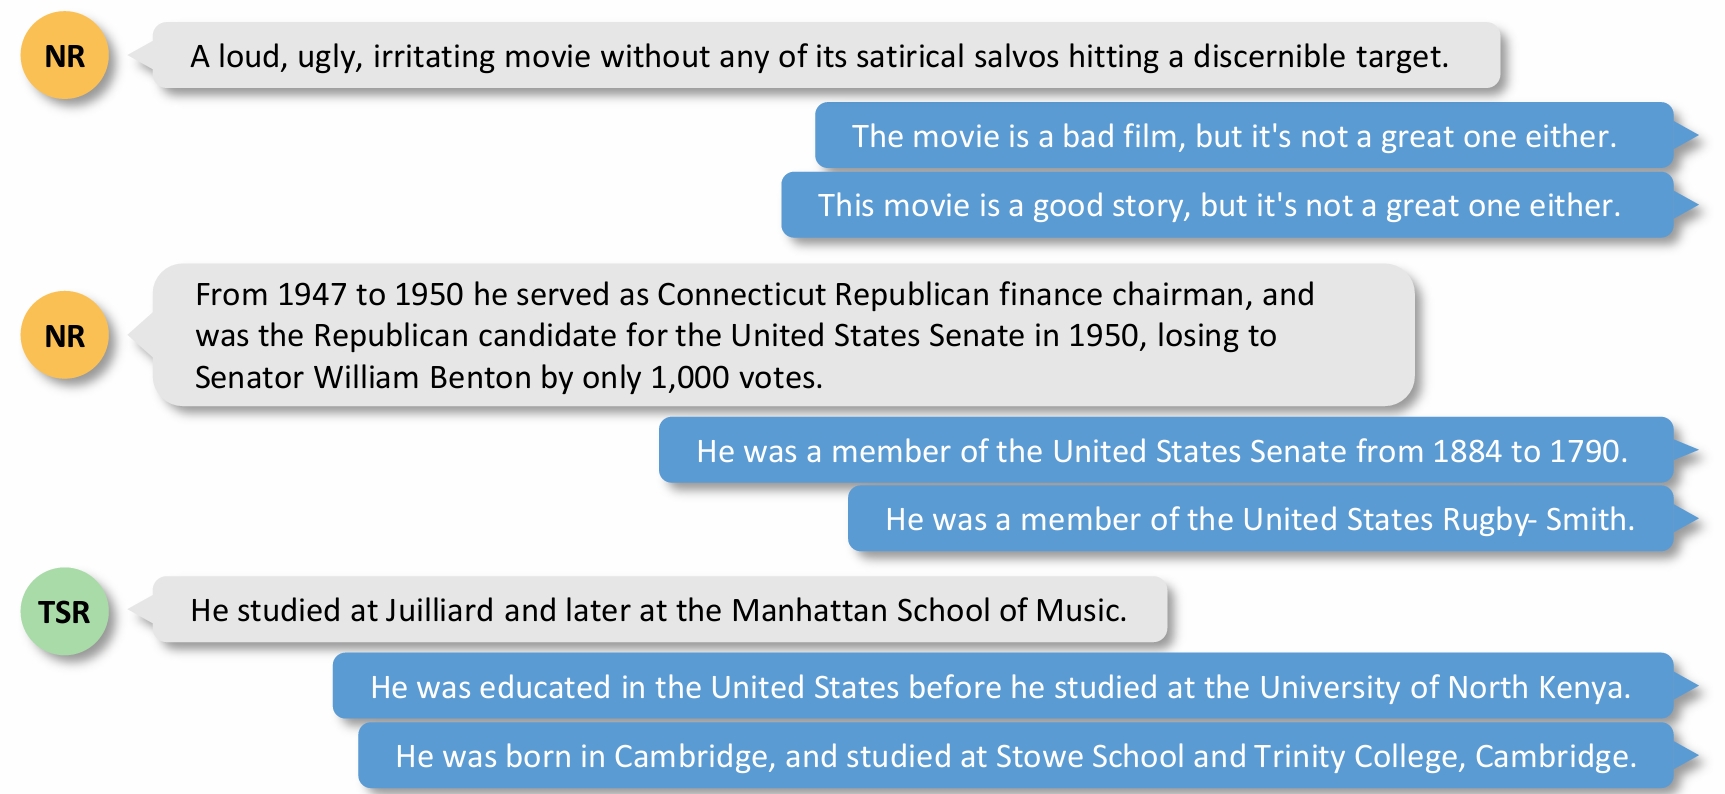 NR
A loud, ugly, irritating movie without any of its satirical salvos hitting a discernible target.
The movie is a bad film, but it's not a great one either.
This movie is a good story, but it's not a great one either.
NR
From 1947 to 1950 he served as Connecticut Republican finance chairman, and
was the Republican candidate for the United States Senate in 1950, losing to
Senator William Benton by only 1,000 votes.
He was a member of the United States Senate from 1884 to 1790.
He was a member of the United States Rugby- Smith.
TSR
He studied at Juilliard and later at the Manhattan School of Music.
He was educated in the United States before he studied at the University of North Kenya.
He was born in Cambridge, and studied at Stowe School and Trinity College, Cambridge.